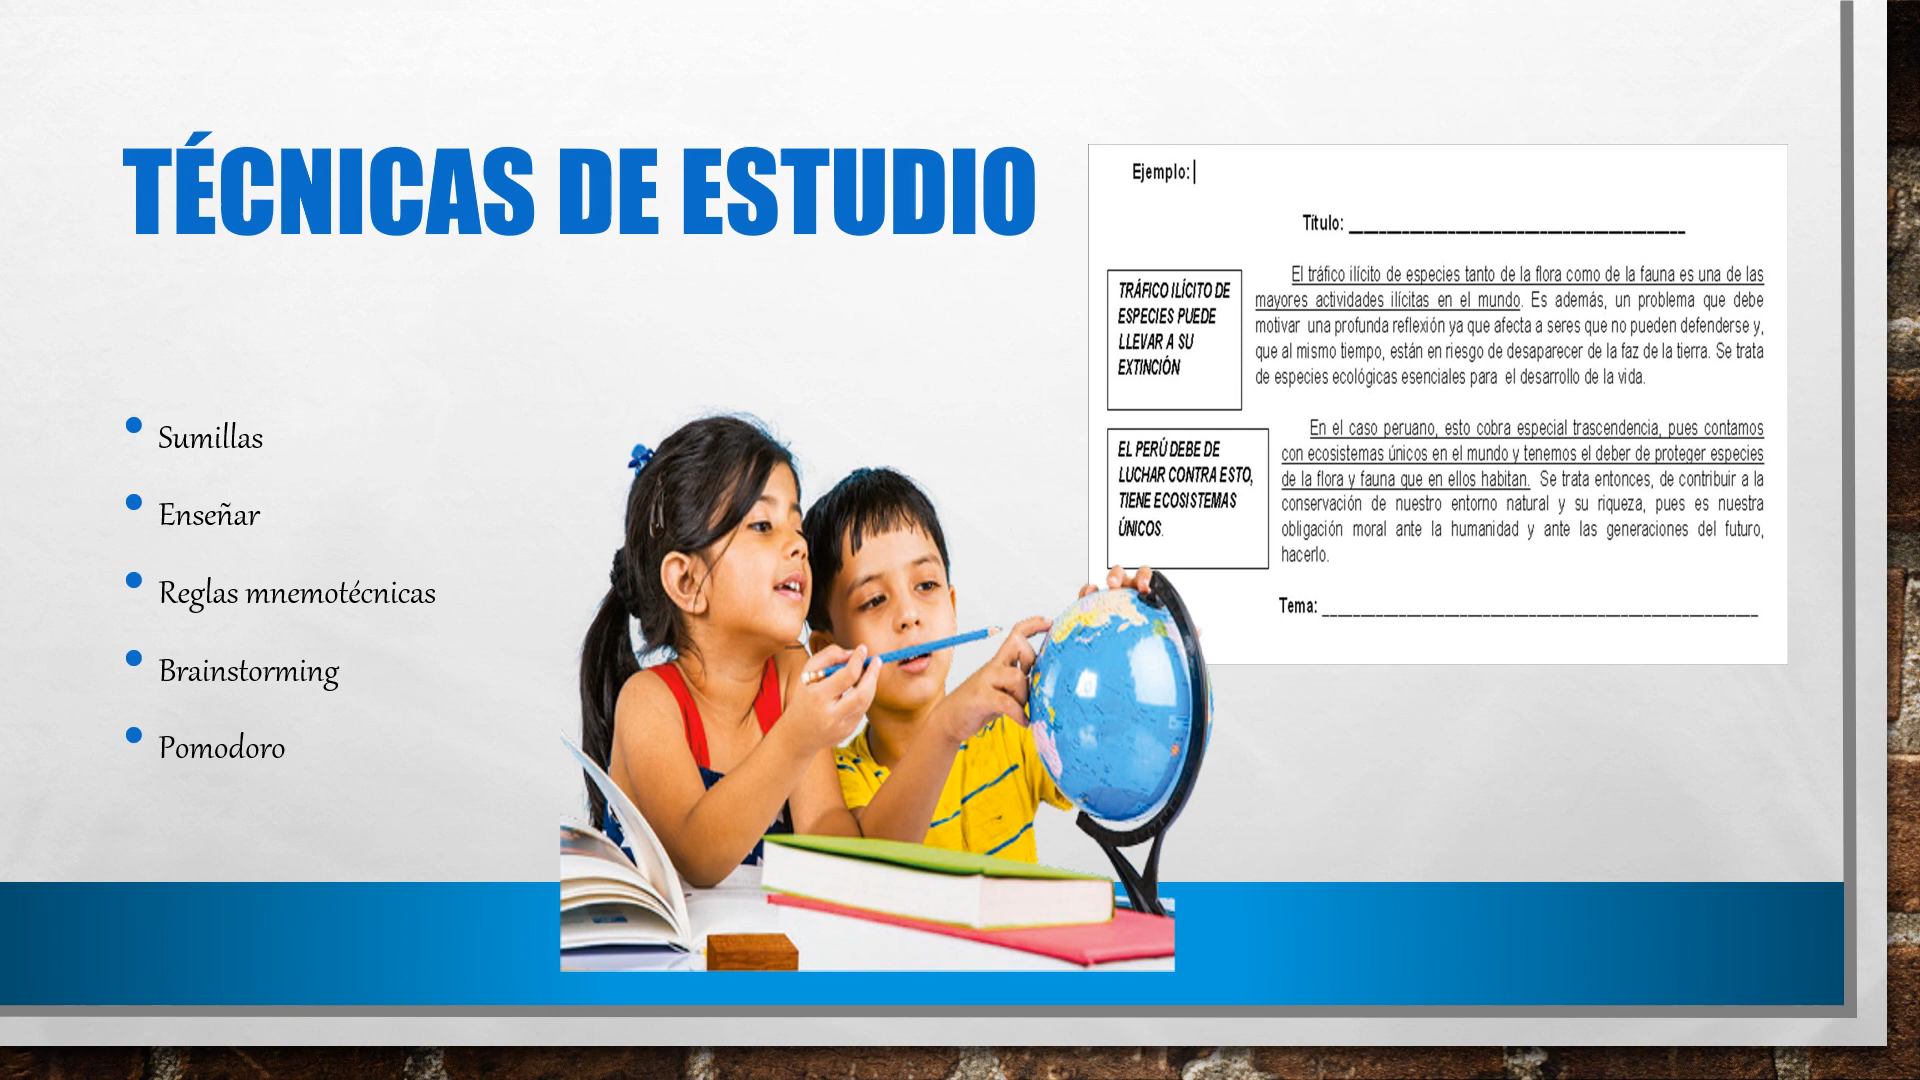 TÉCNICAS DE ESTUDIO
Sumillas
Enseñar
Reglas mnemotécnicas
Brainstorming
Pomodoro
Ejemplo:
Título: ___________________________________________
TRÁFICO ILÍCITO DE
ESPECIES PUEDE
LLEVAR A SU
EXTINCIÓN
El tráfico ilícito de especies tanto de la flora como de la fauna es una de las
mayores actividades ilícitas en el mundo. Es además, un problema que debe
motivar una profunda reflexión ya que afecta a seres que no pueden defenderse y,
que al mismo tiempo, están en riesgo de desaparecer de la faz de la tierra. Se trata
de especies ecológicas esenciales para el desarrollo de la vida.
EL PERÚ DEBE DE
LUCHAR CONTRA ESTO,
TIENE ECOSISTEMAS
ÚNICOS.
En el caso peruano, esto cobra especial trascendencia, pues contamos
con ecosistemas únicos en el mundo y tenemos el deber de proteger especies
de la flora y fauna que en ellos habitan. Se trata entonces, de contribuir a la
conservación de nuestro entorno natural y su riqueza, pues es nuestra
obligación moral ante la humanidad y ante las generaciones del futuro,
hacerlo.
Tema: ________________________________________________________